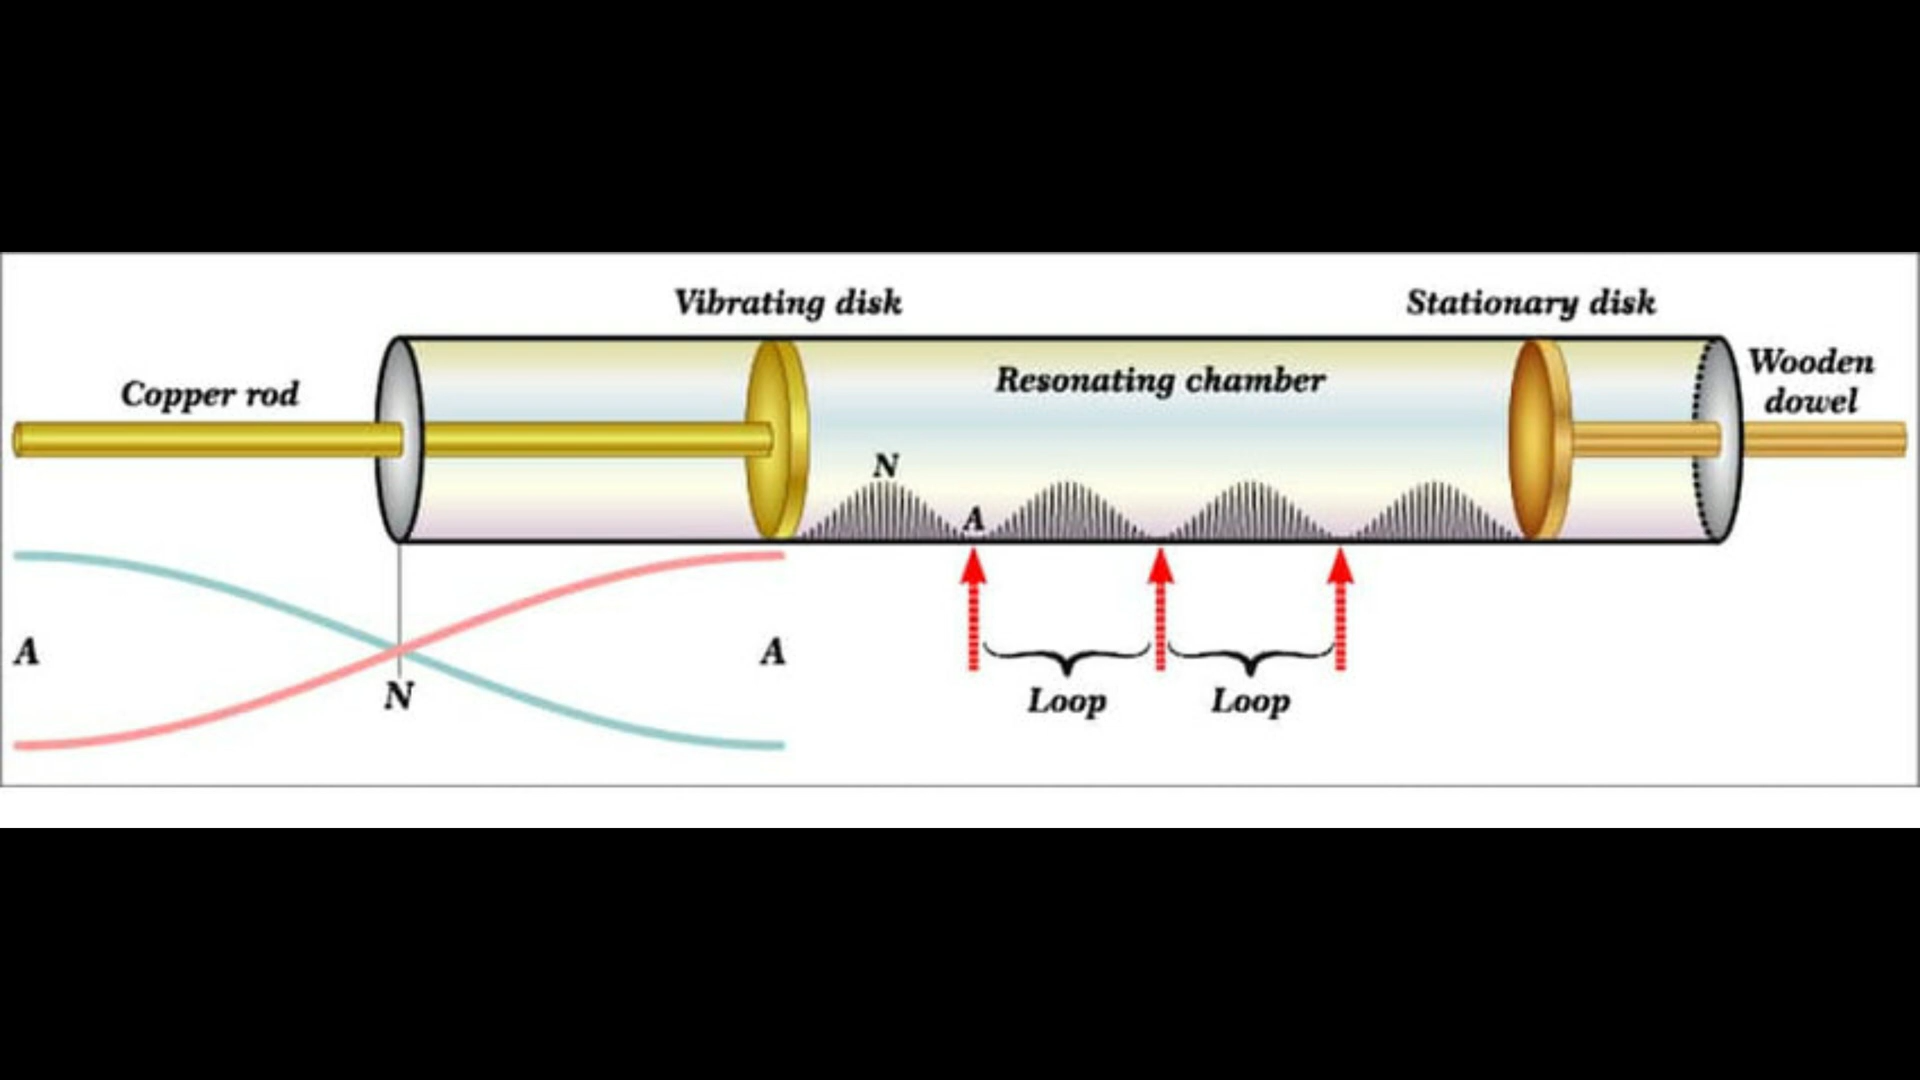 Vibrating disk
Stationary disk
Copper rod
Resonating chamber
Wooden
dowel
N
A
A
A
N
Loop
Loop